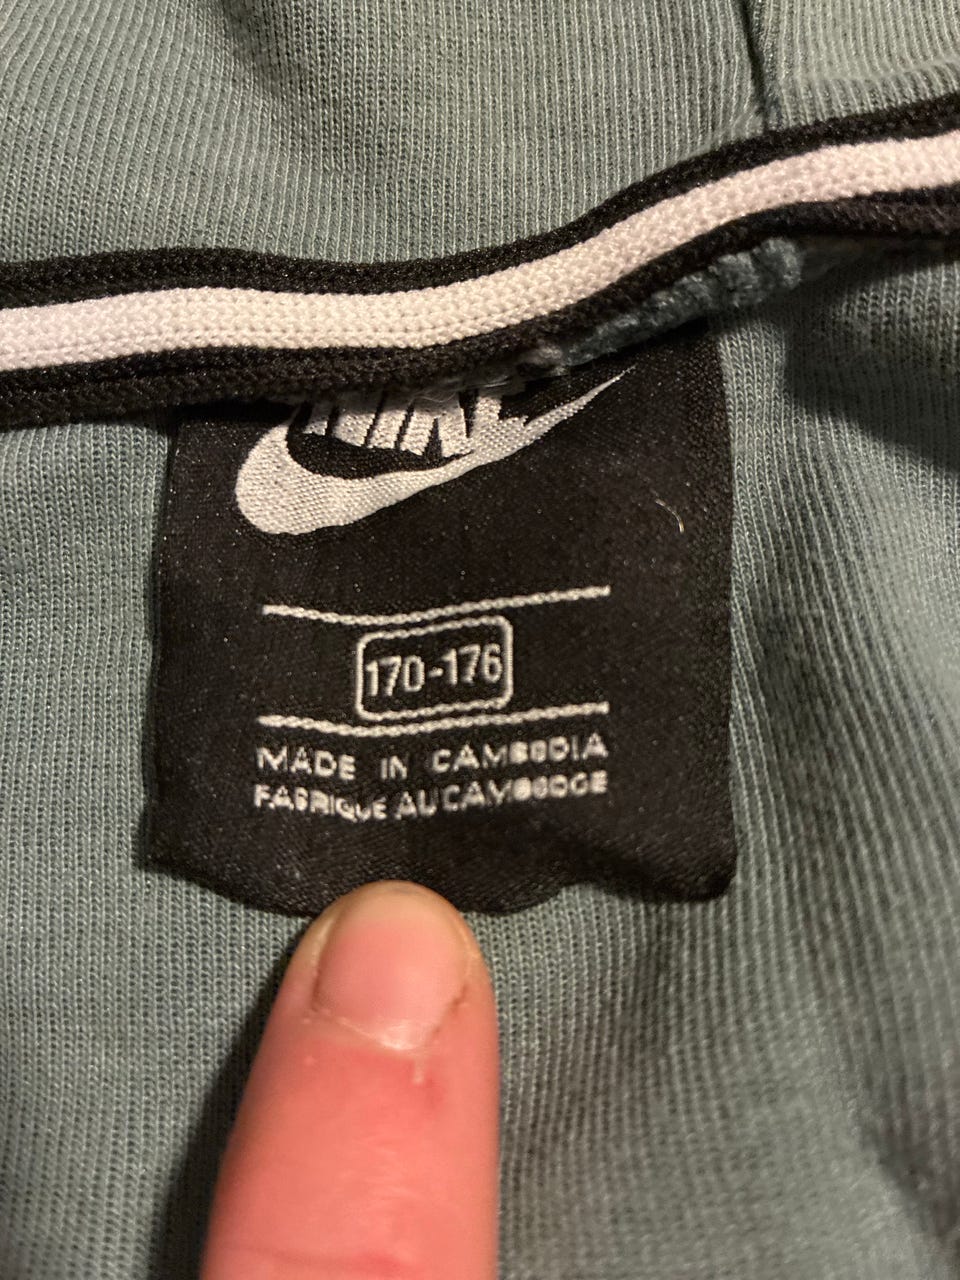 NIKE
170-176
MADE IN CAMBODIA
FABRIQUE AU CAMBODGE